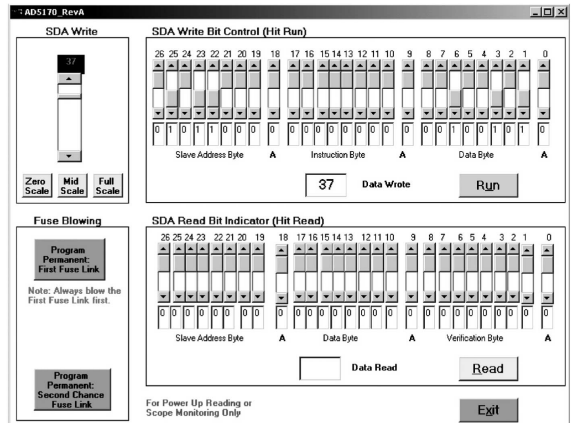 AD5170_RevA
SDA Write
37
Zero Scale
Mid Scale
Full Scale
SDA Write Bit Control (Hit Run)
26 25 24 23 22 21 20 19 18 17 16 15 14 13 12 11 10 9 8 7 6 5 4 3 2 1 0
0 1 0 1 1 0 0 0 0 0 0 0 0 0 0 0 0 0 0 0 1 0 0 1 0 1 0
Slave Address Byte A Instruction Byte A Data Byte A
37 Data Wrote Run
Fuse Blowing
Program
Permanent:
First Fuse Link
Note: Always blow the
First Fuse Link first.
Program
Permanent:
Second Chance
Fuse Link
SDA Read Bit Indicator (Hit Read)
26 25 24 23 22 21 20 19 18 17 16 15 14 13 12 11 10 9 8 7 6 5 4 3 2 1 0
0 0 0 0 0 0 0 0 0 0 0 0 0 0 0 0 0 0 0 0 0 0 0 0 0 0 0
Slave Address Byte A Data Byte A Verification Byte A
Data Read Read
For Power Up Reading or
Scope Monitoring Only
Exit